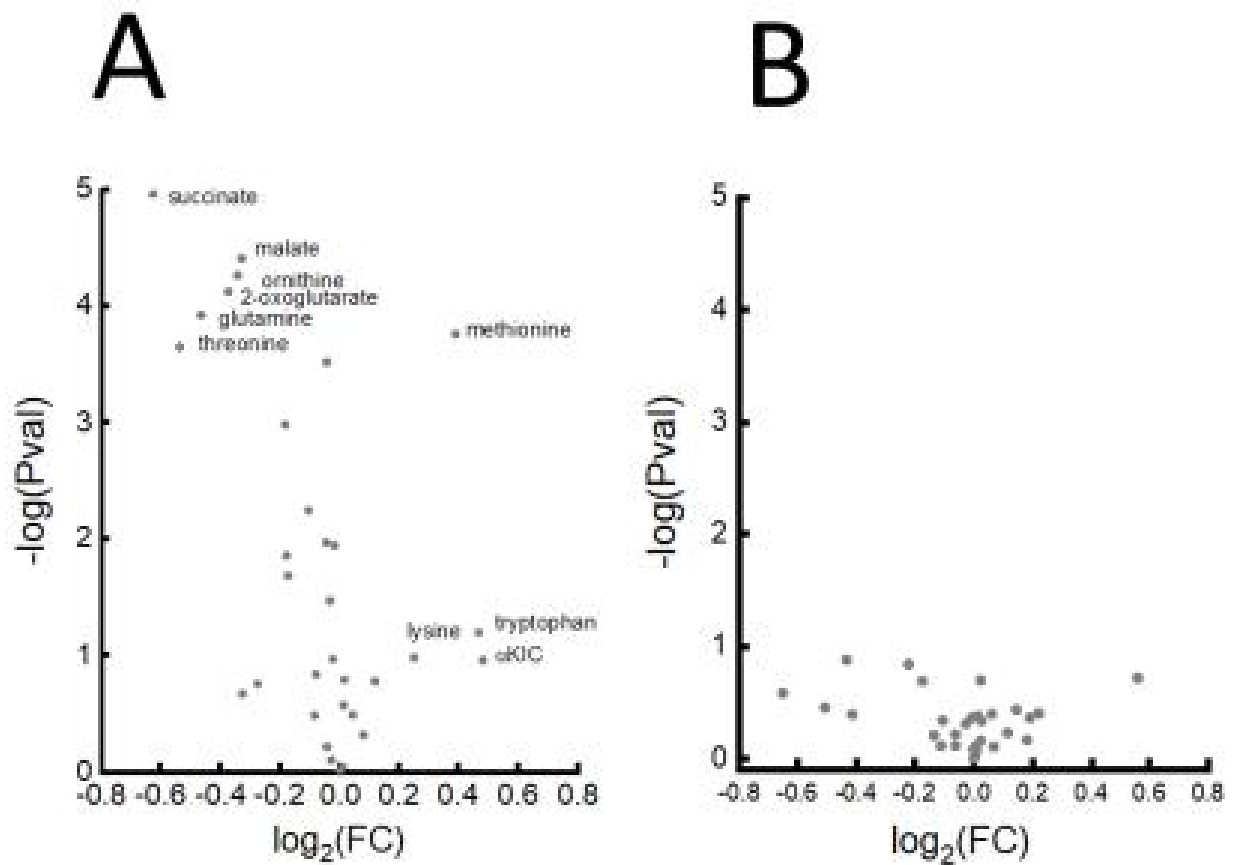 A
B
5
succinate
malate
ornithine
2-oxoglutarate
4
glutamine
methionine
threonine
3
2
lysine
tryptophan
1
αKIC
0
-log(Pval)
-0.8 -0.6 -0.4 -0.2 0.0 0.2 0.4 0.6 0.8
log2(FC)
5
4
3
2
1
0
-log(Pval)
-0.8 -0.6 -0.4 -0.2 0.0 0.2 0.4 0.6 0.8
log2(FC)